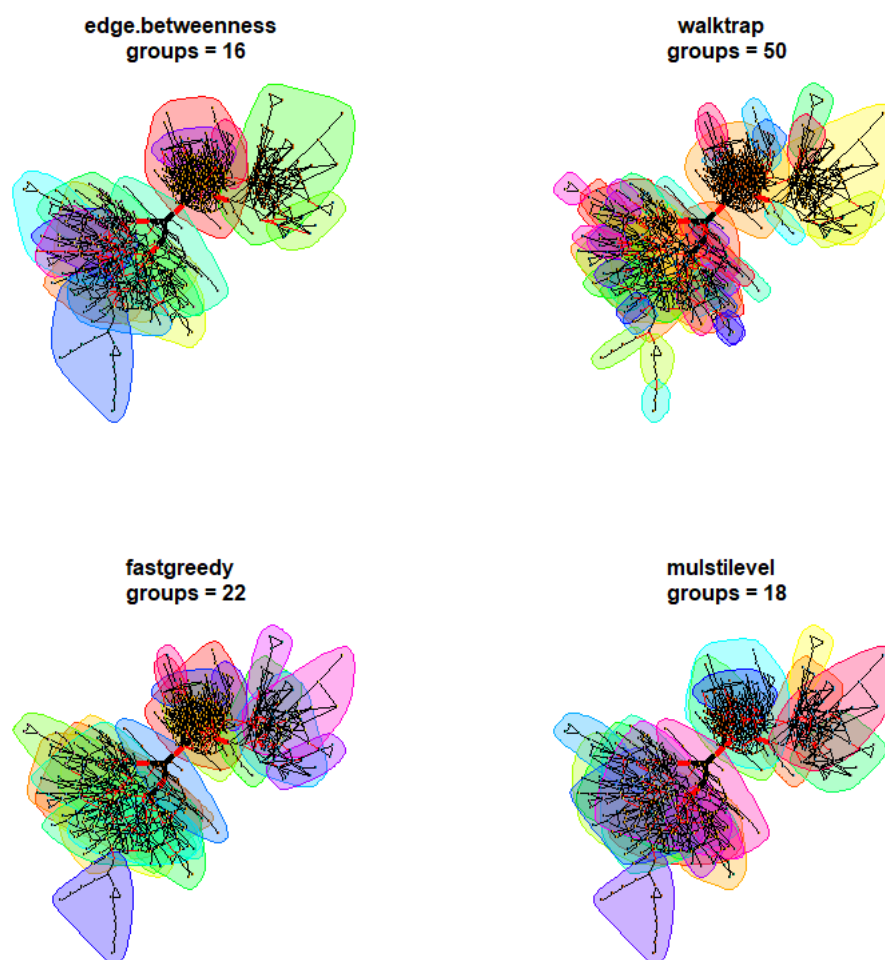 edge.betweenness
groups = 16
walktrap
groups = 50
fastgreedy
groups = 22
mulstilevel
groups = 18